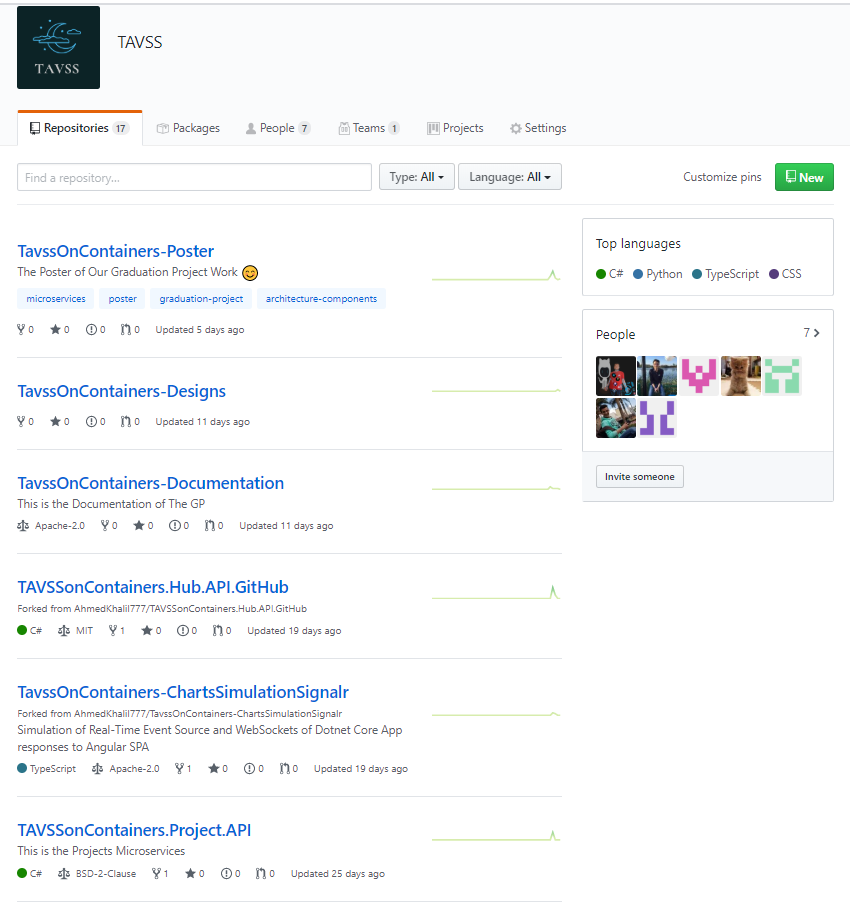 TAVSS
TAVSS
Repositories 17 Packages People 7 Teams 1 Projects Settings
Find a repository... Type: All Language: All Customize pins New
TavssOnContainers-Poster
The Poster of Our Graduation Project Work 😊
microservices poster graduation-project architecture-components
0 0 0 0 Updated 5 days ago
TavssOnContainers-Designs
0 0 0 0 Updated 11 days ago
TavssOnContainers-Documentation
This is the Documentation of The GP
Apache-2.0 0 0 0 0 Updated 11 days ago
TAVSSonContainers.Hub.API.GitHub
Forked from AhmedKhalil777/TAVSSonContainers.Hub.API.GitHub
C# MIT 1 0 0 0 Updated 19 days ago
TavssOnContainers-ChartsSimulationSignalr
Forked from AhmedKhalil777/TavssOnContainers-ChartsSimulationSignalr
Simulation of Real-Time Event Source and WebSockets of Dotnet Core App
responses to Angular SPA
TypeScript Apache-2.0 1 0 0 0 Updated 19 days ago
TAVSSonContainers.Project.API
This is the Projects Microservices
C# BSD-2-Clause 1 0 0 0 Updated 25 days ago
Top languages
C# Python TypeScript CSS
People 7
Invite someone